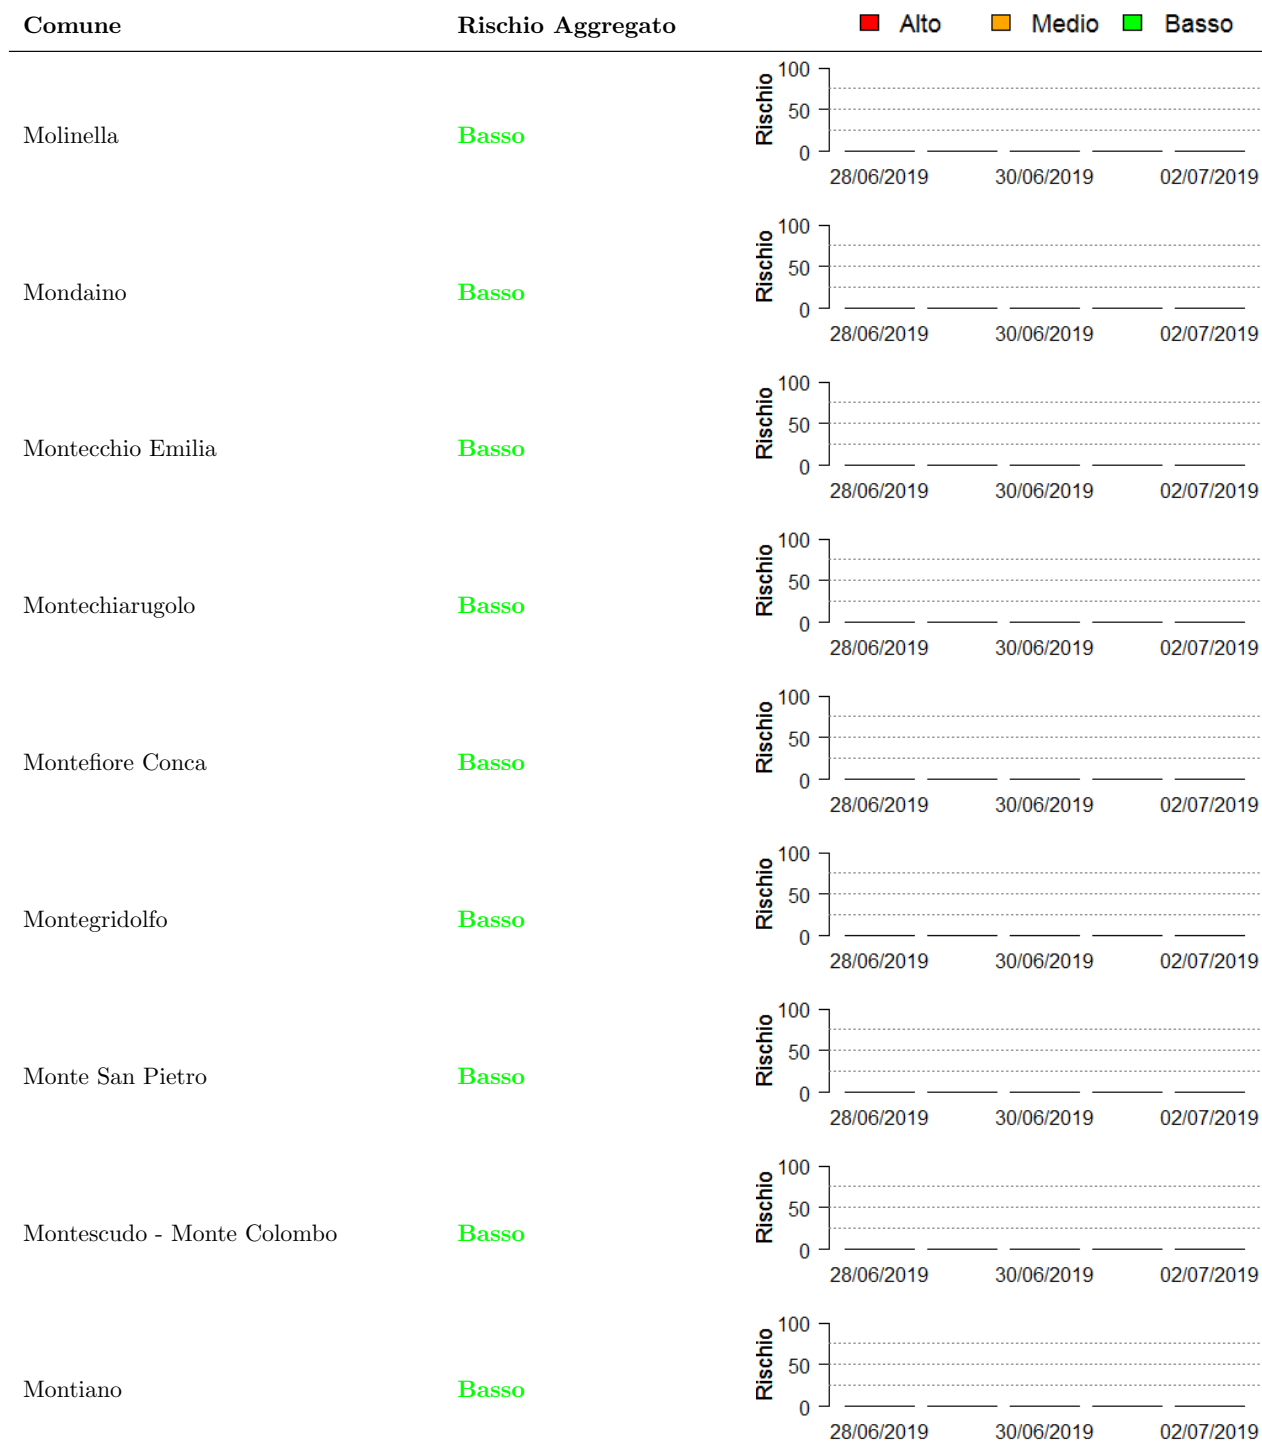 Comune Rischio Aggregato Alto Medio Basso
100
50
0
Rischio
Molinella Basso
28/06/2019 30/06/2019 02/07/2019
100
50
0
Rischio
Mondaino Basso
28/06/2019 30/06/2019 02/07/2019
100
50
0
Rischio
Montecchio Emilia Basso
28/06/2019 30/06/2019 02/07/2019
100
50
0
Rischio
Montechiarugolo Basso
28/06/2019 30/06/2019 02/07/2019
100
50
0
Rischio
Montefiore Conca Basso
28/06/2019 30/06/2019 02/07/2019
100
50
0
Rischio
Montegridolfo Basso
28/06/2019 30/06/2019 02/07/2019
100
50
0
Rischio
Monte San Pietro Basso
28/06/2019 30/06/2019 02/07/2019
100
50
0
Rischio
Montescudo - Monte Colombo Basso
28/06/2019 30/06/2019 02/07/2019
100
50
0
Rischio
Montiano Basso
28/06/2019 30/06/2019 02/07/2019